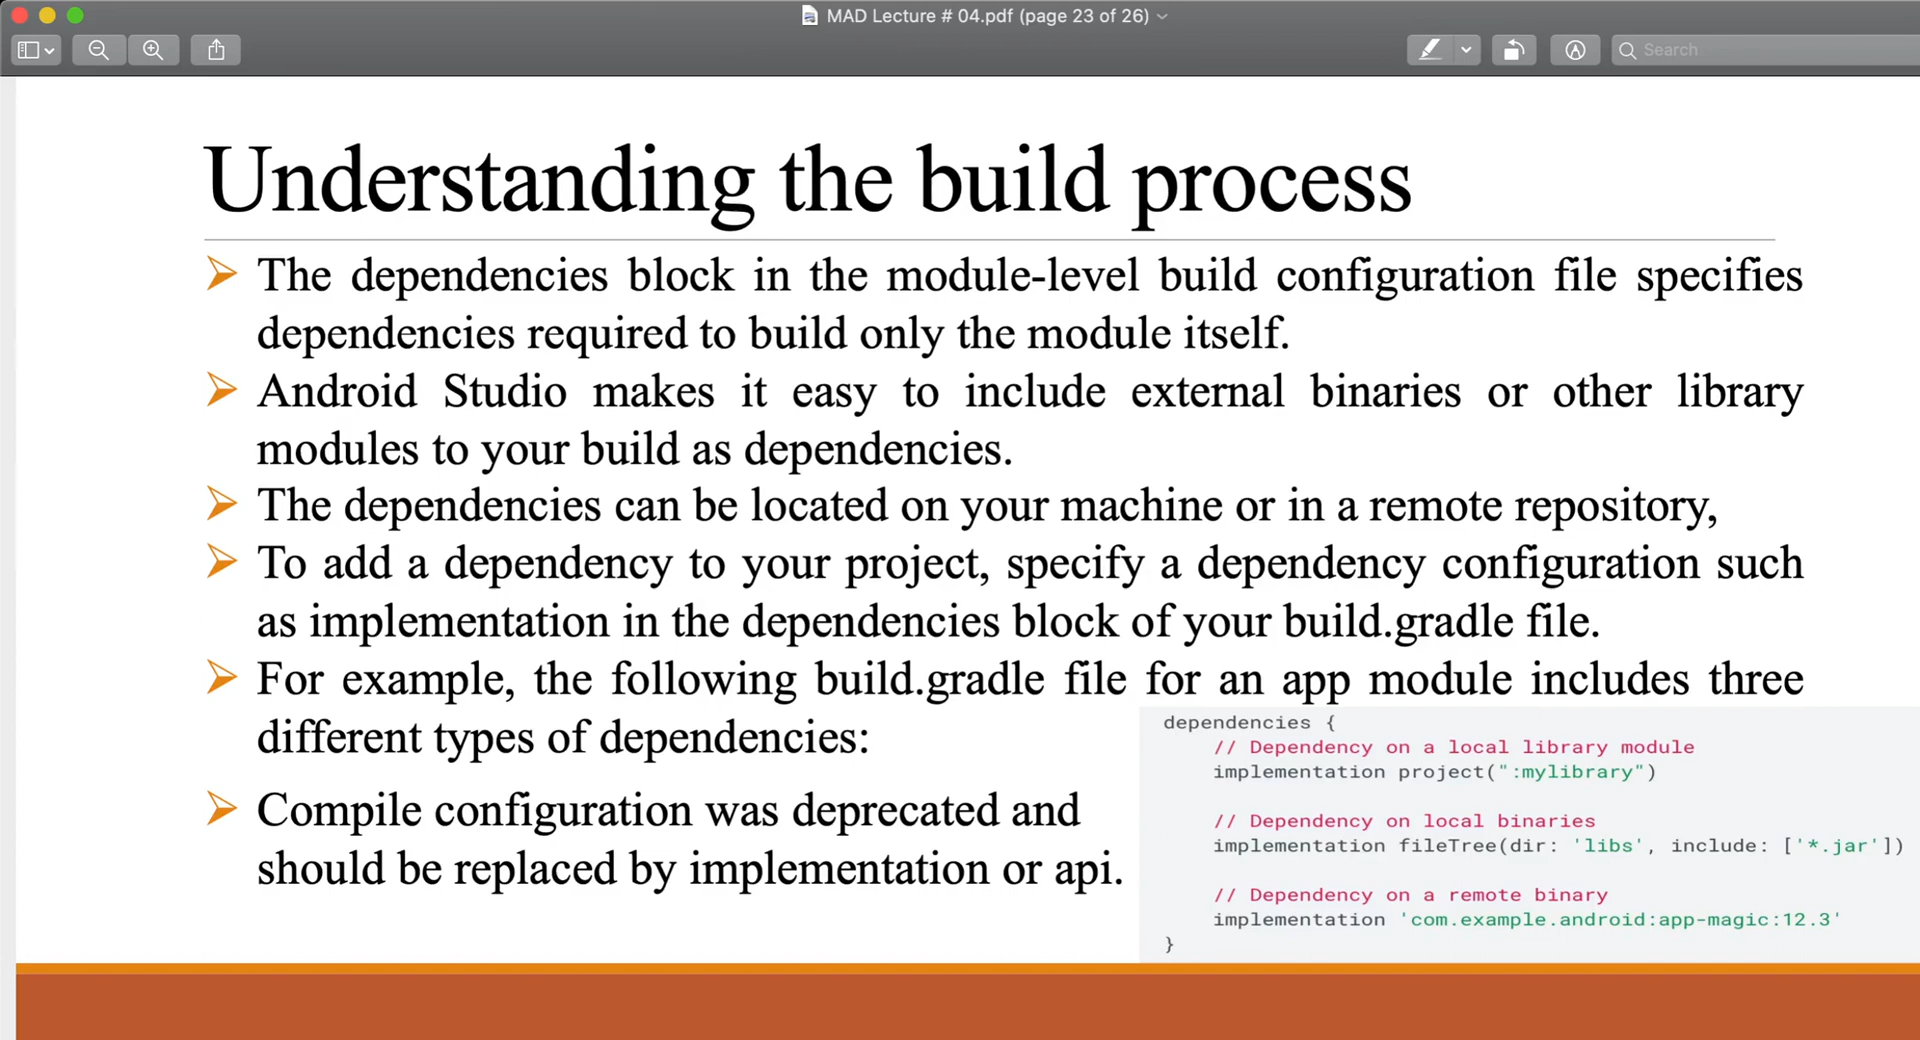 MAD Lecture # 04.pdf (page 23 of 26)
Search
Understanding the build process
The dependencies block in the module-level build configuration file specifies
dependencies required to build only the module itself.
Android Studio makes it easy to include external binaries or other library
modules to your build as dependencies.
The dependencies can be located on your machine or in a remote repository,
To add a dependency to your project, specify a dependency configuration such
as implementation in the dependencies block of your build.gradle file.
For example, the following build.gradle file for an app module includes three
different types of dependencies:
Compile configuration was deprecated and
should be replaced by implementation or api.
dependencies {
// Dependency on a local library module
implementation project(":mylibrary")
// Dependency on local binaries
implementation fileTree(dir: 'libs', include: ['*.jar'])
// Dependency on a remote binary
implementation 'com.example.android:app-magic:12.3'
}